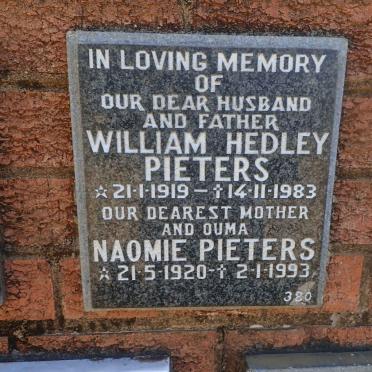 IN LOVING MEMORY
OF
OUR DEAR HUSBAND
AND FATHER
WILLIAM HEDLEY
PIETERS
☆ 21·1·1919 – † 14·11·1983
OUR DEAREST MOTHER
AND OUMA
NAOMIE PIETERS
☆ 21·5·1920 – † 2·1·1993
380